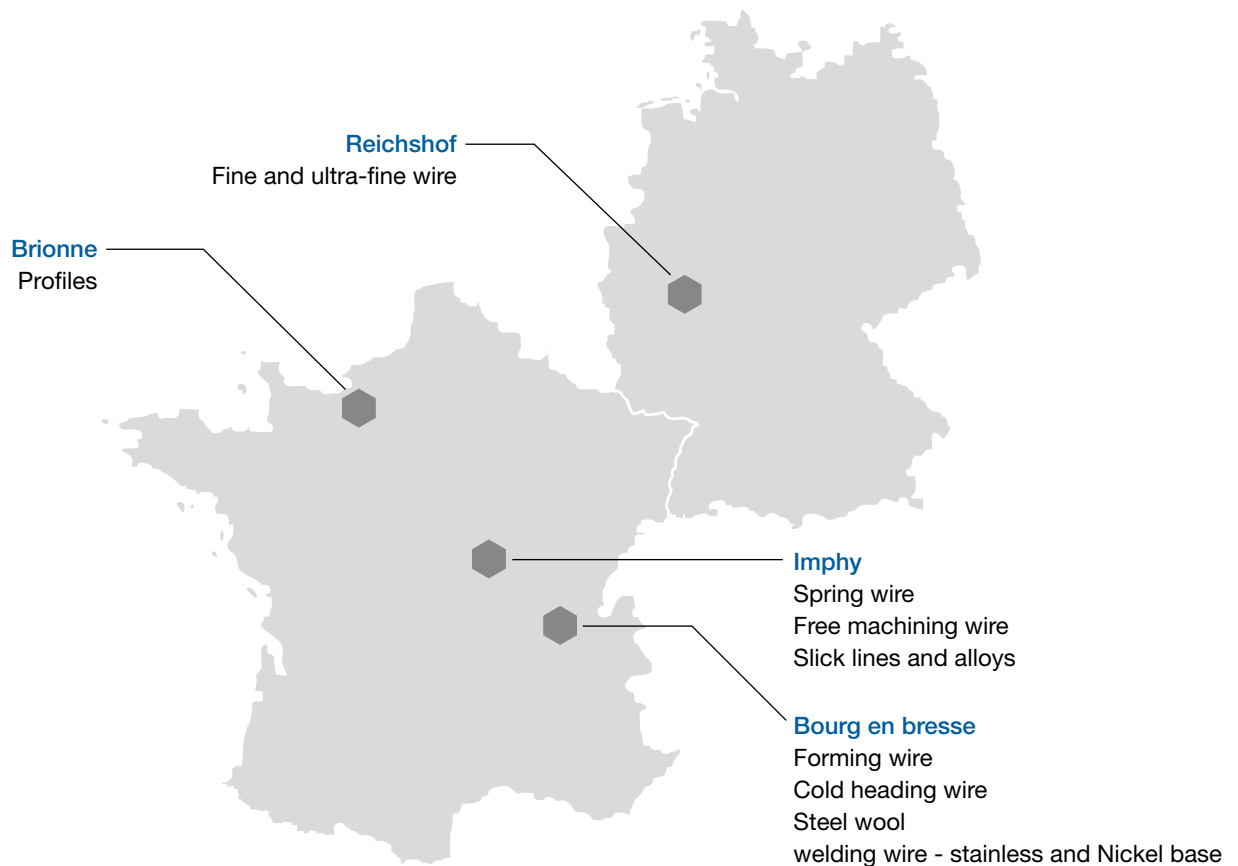 Reichshof
Fine and ultra-fine wire
Brionne
Profiles
Imphy
Spring wire
Free machining wire
Slick lines and alloys
Bourg en bresse
Forming wire
Cold heading wire
Steel wool
welding wire - stainless and Nickel base